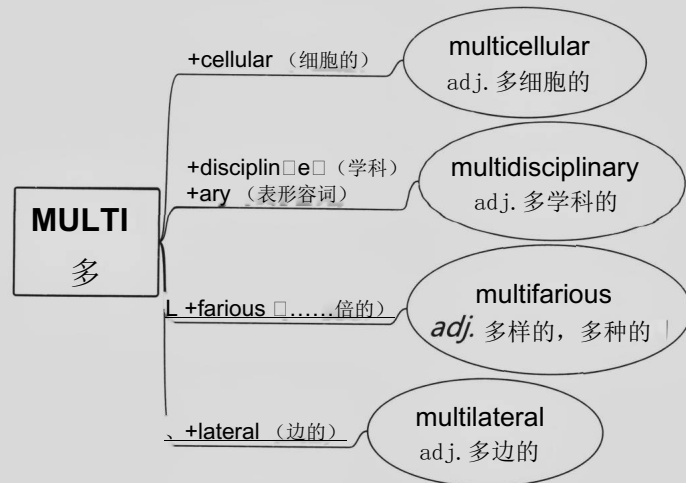 +cellular （细胞的）
multicellular
adj. 多细胞的
+disciplin□e□（学科）
+ary （表形容词）
multidisciplinary
adj. 多学科的
MULTI
多
L +farious □……倍的）
multifarious
adj. 多样的，多种的
、+lateral （边的）
multilateral
adj. 多边的